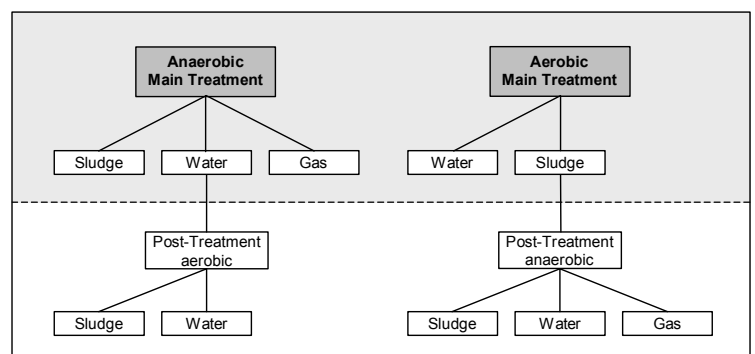 Anaerobic
Main Treatment
Aerobic
Main Treatment
Sludge
Water
Gas
Water
Sludge
Post-Treatment
aerobic
Post-Treatment
anaerobic
Sludge
Water
Sludge
Water
Gas